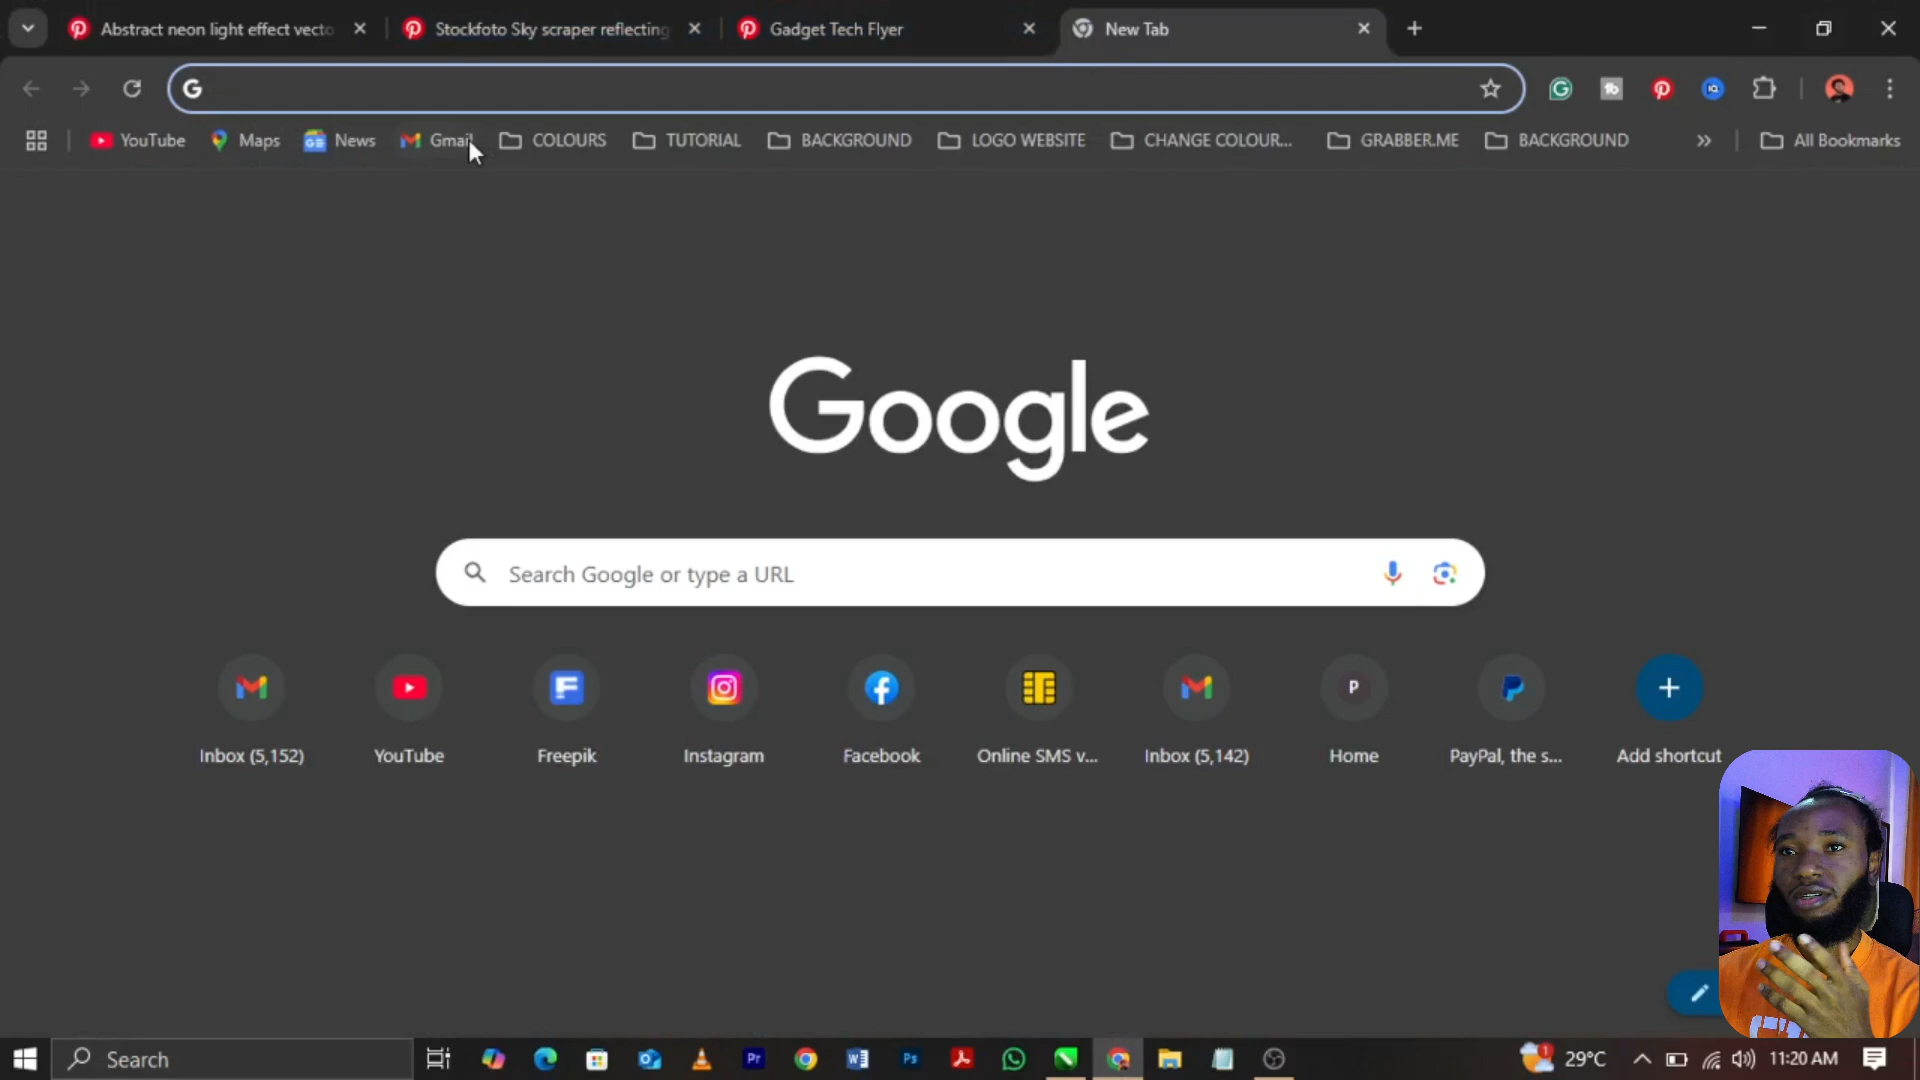 Abstract neon light effect vecto
Stockfoto Sky scraper reflecting
Gadget Tech Flyer
New Tab
YouTube
Maps
News
Gmail
COLOURS
TUTORIAL
BACKGROUND
LOGO WEBSITE
CHANGE COLOUR...
GRABBER.ME
BACKGROUND
All Bookmarks
Google
Search Google or type a URL
P
Inbox (5,152)
YouTube
Freepik
Instagram
Facebook
Online SMS v...
Inbox (5,142)
Home
PayPal, the s...
Add shortcut
Search
Pr
Ps
1
29°C
11:20 AM